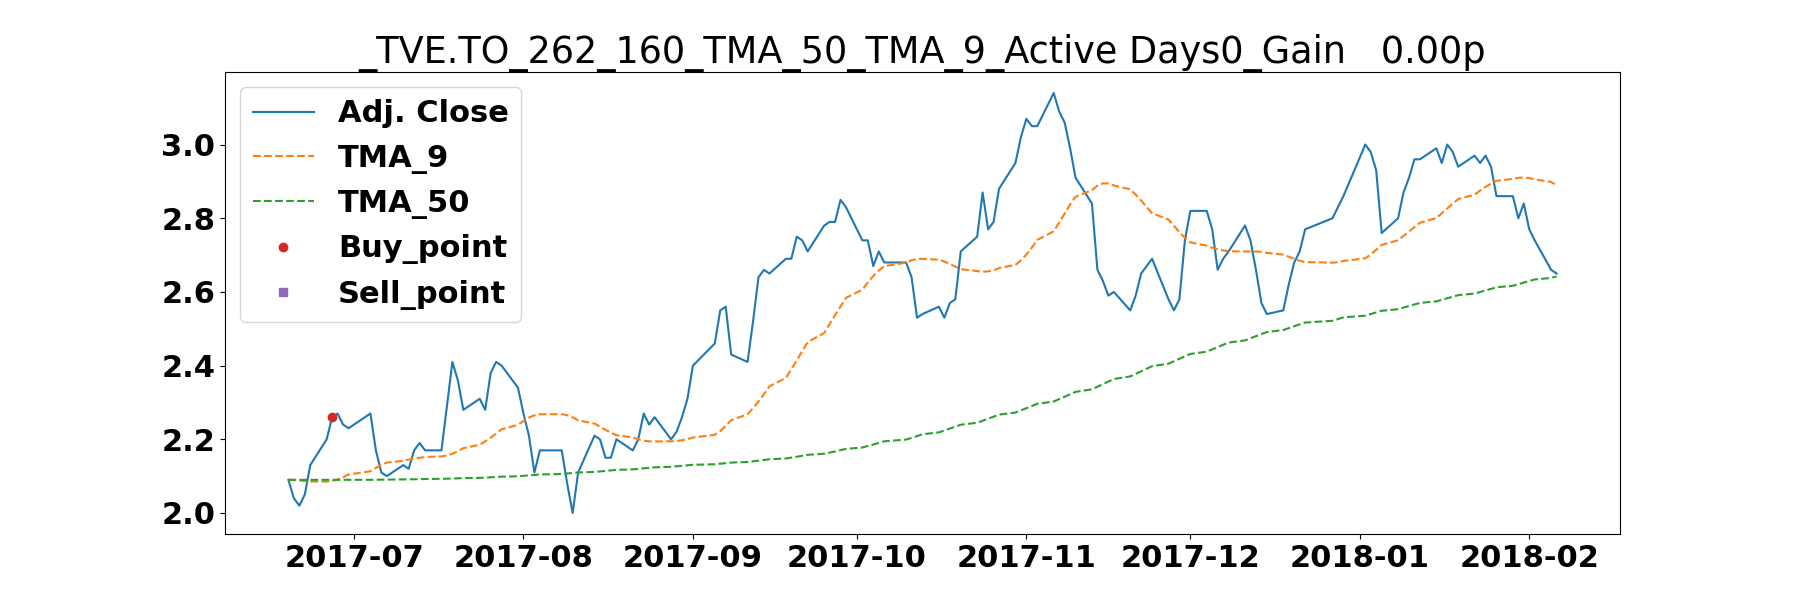 _TVE.TO_262_160_TMA_50_TMA_9_Active Days0_Gain   0.00p
Adj. Close
TMA_9
TMA_50
Buy_point
Sell_point
3.0
2.8
2.6
2.4
2.2
2.0
2017-07 2017-08 2017-09 2017-10 2017-11 2017-12 2018-01 2018-02